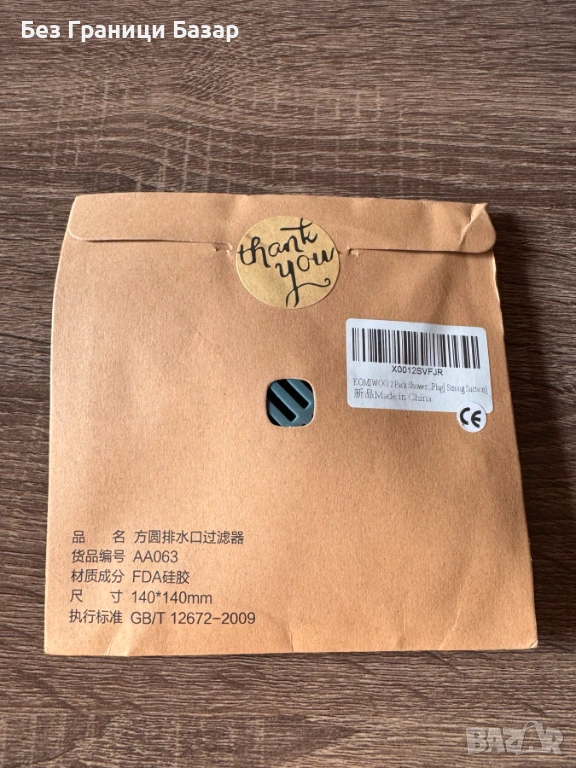 Без Граници Базар
thank
you
X0012SVFJR
KOMIWOO 2 Pack Shower...Plug( Strong Suction)
新品Made in China
CE
品 名 方圆排水口过滤器
货品编号 AA063
材质成分 FDA硅胶
尺 寸 140*140mm
执行标准 GB/T 12672-2009
BAZAR